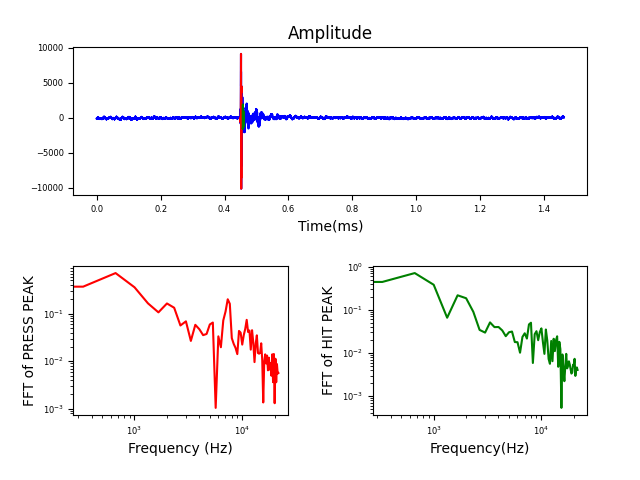 Amplitude
10000
5000
0
−5000
−10000
0.0 0.2 0.4 0.6 0.8 1.0 1.2 1.4
Time(ms)
FFT of PRESS PEAK
10⁻¹
10⁻²
10⁻³
10³ 10⁴
Frequency (Hz)
FFT of HIT PEAK
10⁰
10⁻¹
10⁻²
10⁻³
10³ 10⁴
Frequency(Hz)